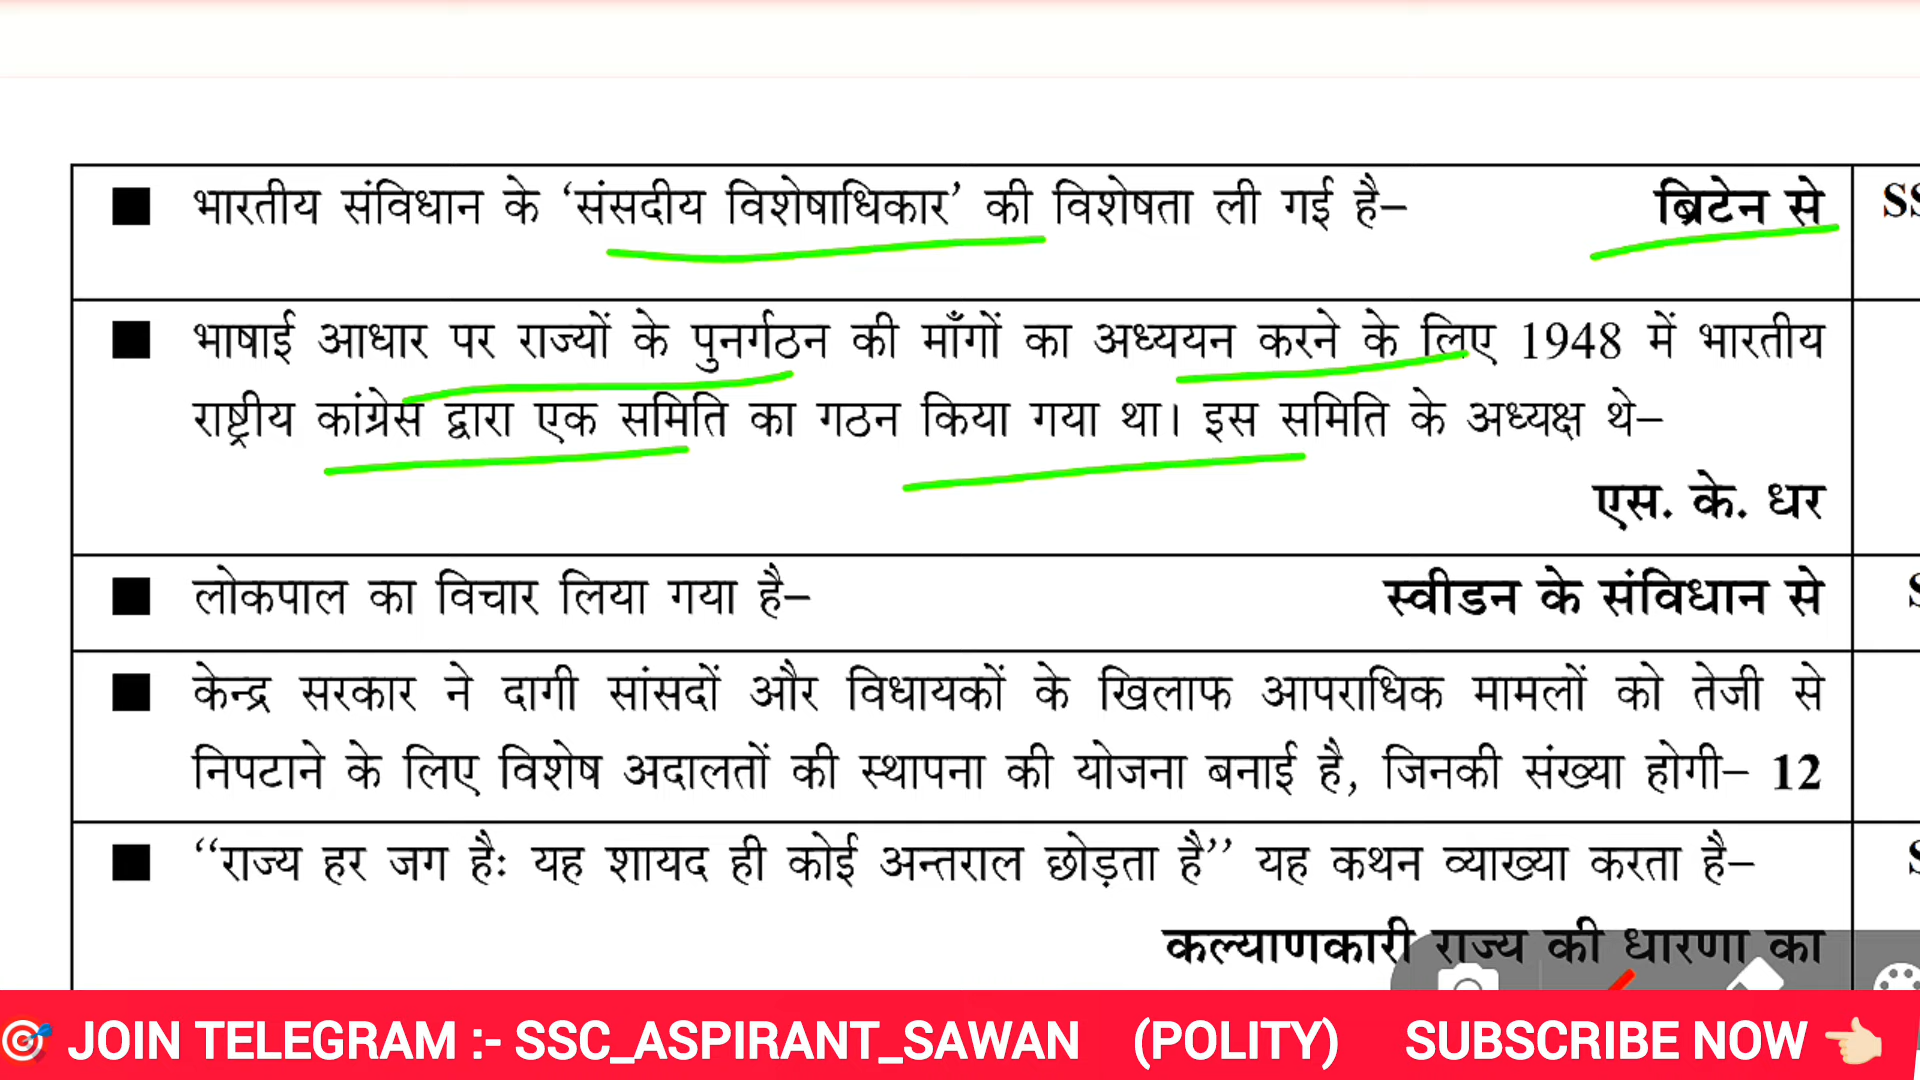 ■ भारतीय संविधान के ‘संसदीय विशेषाधिकार’ की विशेषता ली गई है– ब्रिटेन से
■ भाषाई आधार पर राज्यों के पुनर्गठन की माँगों का अध्ययन करने के लिए 1948 में भारतीय
राष्ट्रीय कांग्रेस द्वारा एक समिति का गठन किया गया था। इस समिति के अध्यक्ष थे–
एस. के. धर
■ लोकपाल का विचार लिया गया है– स्वीडन के संविधान से
■ केन्द्र सरकार ने दागी सांसदों और विधायकों के खिलाफ आपराधिक मामलों को तेजी से
निपटाने के लिए विशेष अदालतों की स्थापना की योजना बनाई है, जिनकी संख्या होगी– 12
■ ‘‘राज्य हर जग हैः यह शायद ही कोई अन्तराल छोड़ता है’’ यह कथन व्याख्या करता है–
कल्याणकारी राज्य की धारणा का
JOIN TELEGRAM :- SSC_ASPIRANT_SAWAN (POLITY) SUBSCRIBE NOW